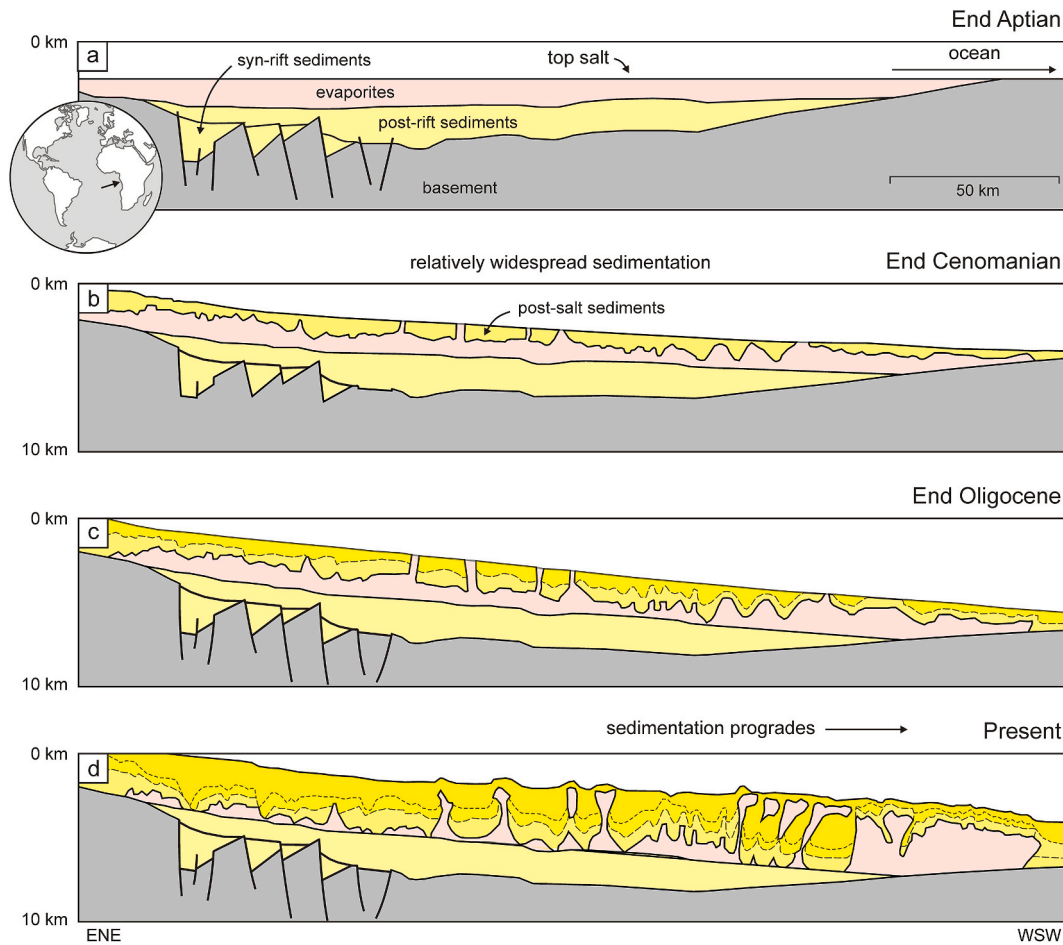 End Aptian
0 km
a
top salt
ocean
syn-rift sediments
evaporites
post-rift sediments
basement
50 km
End Cenomanian
relatively widespread sedimentation
0 km
b
post-salt sediments
10 km
End Oligocene
0 km
c
10 km
sedimentation progrades
Present
0 km
d
10 km
ENE
WSW